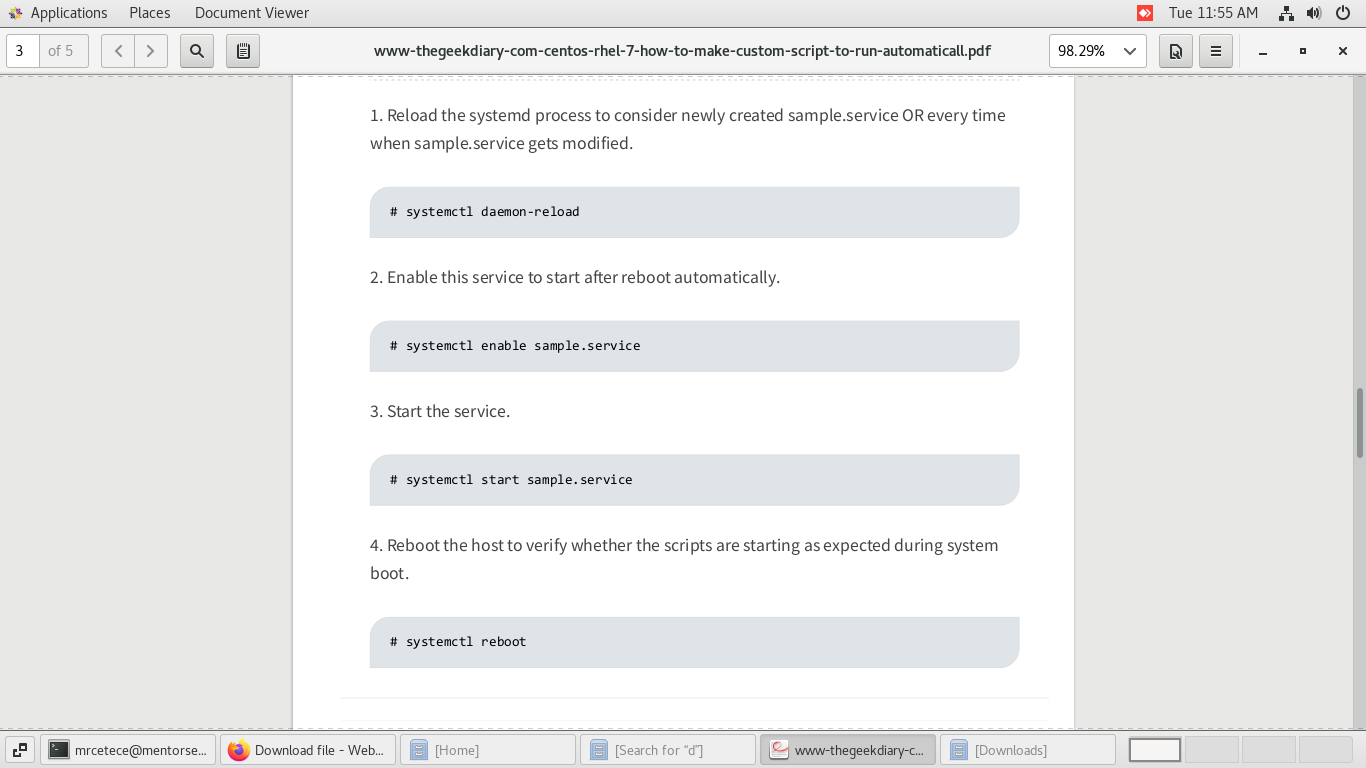 Applications Places Document Viewer Tue 11:55 AM
3 of 5 www-thegeekdiary-com-centos-rhel-7-how-to-make-custom-script-to-run-automaticall.pdf 98.29%
1. Reload the systemd process to consider newly created sample.service OR every time
when sample.service gets modified.
# systemctl daemon-reload
2. Enable this service to start after reboot automatically.
# systemctl enable sample.service
3. Start the service.
# systemctl start sample.service
4. Reboot the host to verify whether the scripts are starting as expected during system
boot.
# systemctl reboot
mrcetece@mentorse... Download file - Web... [Home] [Search for "d"] www-thegeekdiary-c... [Downloads]